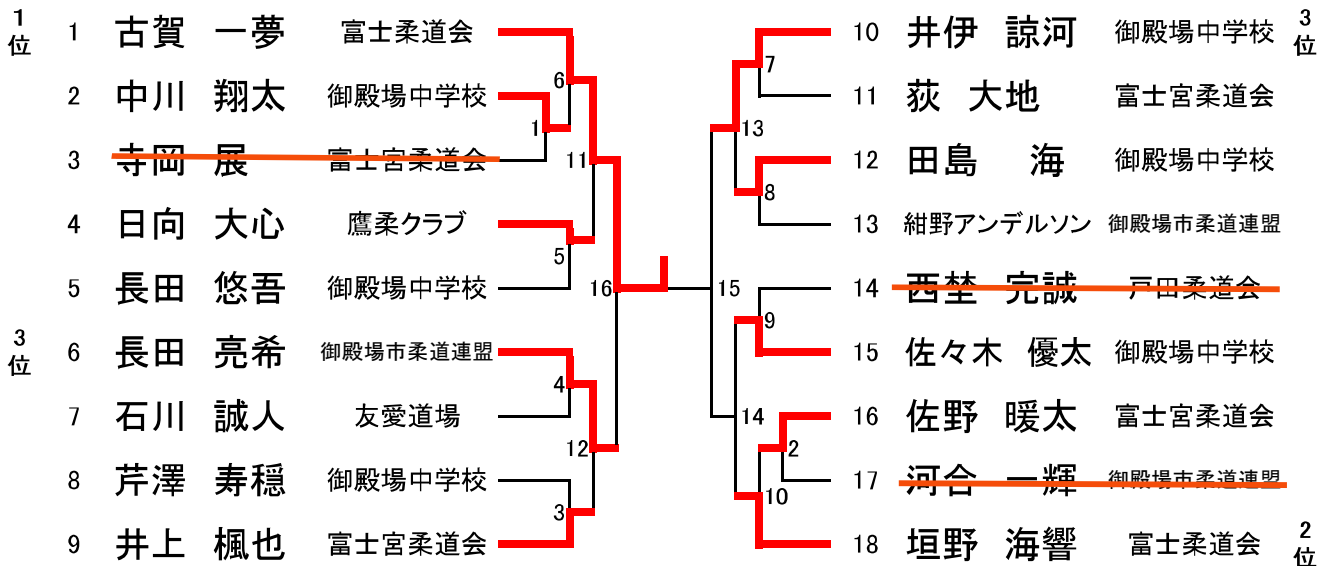 1位 1 古賀 一夢 富士柔道会
2 中川 翔太 御殿場中学校
3 寺岡 展 富士宮柔道会
4 日向 大心 鷹柔クラブ
5 長田 悠吾 御殿場中学校
3位 6 長田 亮希 御殿場市柔道連盟
7 石川 誠人 友愛道場
8 芹澤 寿穏 御殿場中学校
9 井上 楓也 富士宮柔道会
6
1
11
5
16
4
12
3
7
13
8
15
9
14
2
10
10 井伊 諒河 御殿場中学校 3位
11 荻 大地 富士宮柔道会
12 田島 海 御殿場中学校
13 紺野アンデルソン 御殿場市柔道連盟
14 西埜 完誠 戸田柔道会
15 佐々木 優太 御殿場中学校
16 佐野 暖太 富士宮柔道会
17 河合 一輝 御殿場市柔道連盟
18 垣野 海響 富士柔道会 2位